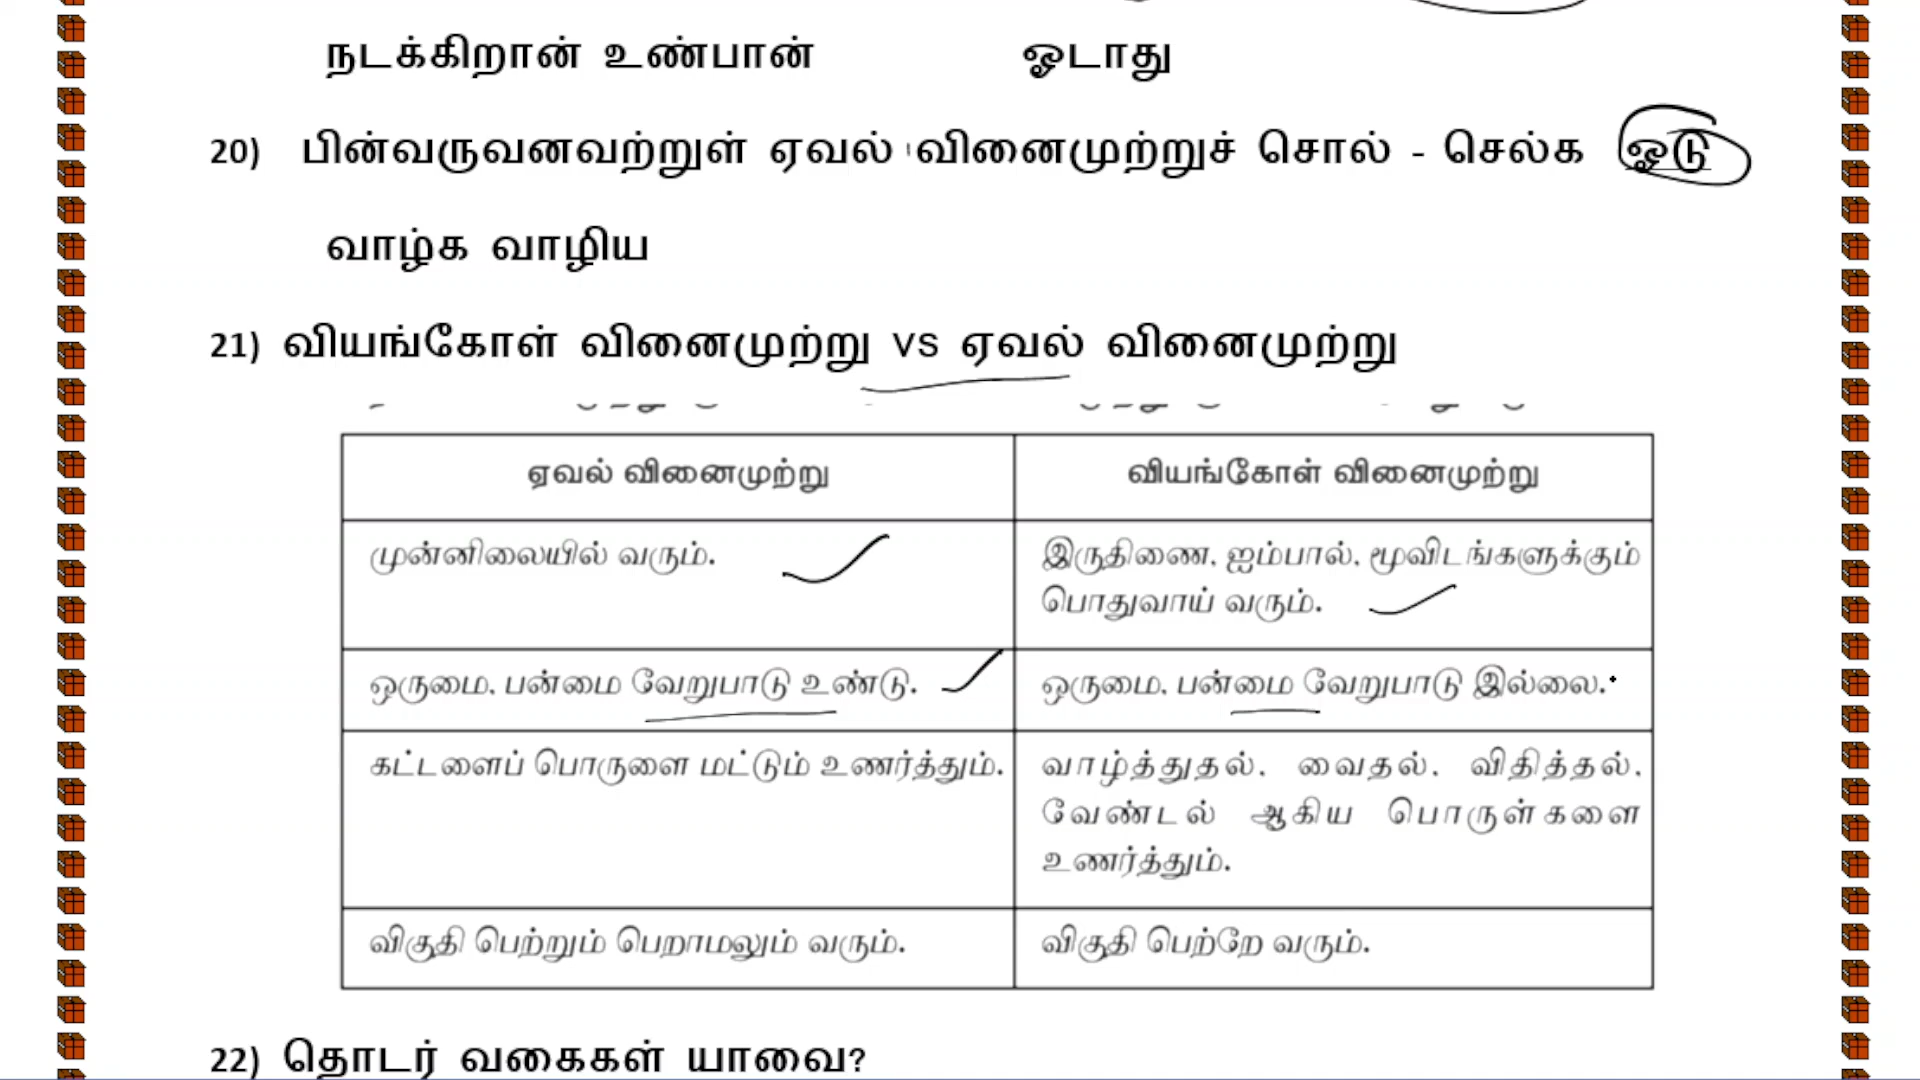 நடக்கிறான் உண்பான் ஓடாது
20) பின்வருவனவற்றுள் ஏவல் வினைமுற்றுச் சொல் - செல்க ஓடு
வாழ்க வாழிய
21) வியங்கோள் வினைமுற்று VS ஏவல் வினைமுற்று
ஏவல் வினைமுற்று
வியங்கோள் வினைமுற்று
முன்னிலையில் வரும்.
இருதிணை, ஐம்பால், மூவிடங்களுக்கும்
பொதுவாய் வரும்.
ஒருமை, பன்மை வேறுபாடு உண்டு.
ஒருமை, பன்மை வேறுபாடு இல்லை.
கட்டளைப் பொருளை மட்டும் உணர்த்தும்.
வாழ்த்துதல், வைதல், விதித்தல்,
வேண்டல் ஆகிய பொருள்களை
உணர்த்தும்.
விகுதி பெற்றும் பெறாமலும் வரும்.
விகுதி பெற்றே வரும்.
22) தொடர் வகைகள் யாவை?